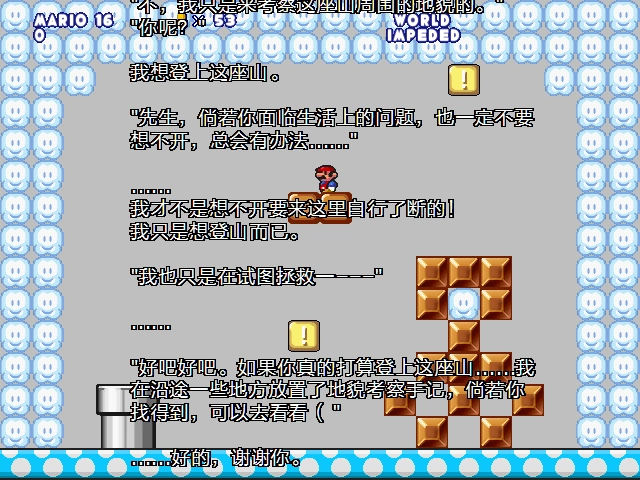 "不，我只是来考察这座山周围的地貌的。"
MARIO 16 x 53 WORLD
"你呢？"
0 IMPEDED
我想登上这座山。
!
"先生，倘若你面临生活上的问题，也一定不要
想不开，总会有办法……"
……
我才不是想不开要来这里自行了断的！
我只是想登山而已。
"我也只是在试图拯救一----"
……
!
"好吧好吧。如果你真的打算登上这座山……我
在沿途一些地方放置了地貌考察手记，倘若你
找得到，可以去看看（"
……好的，谢谢你。